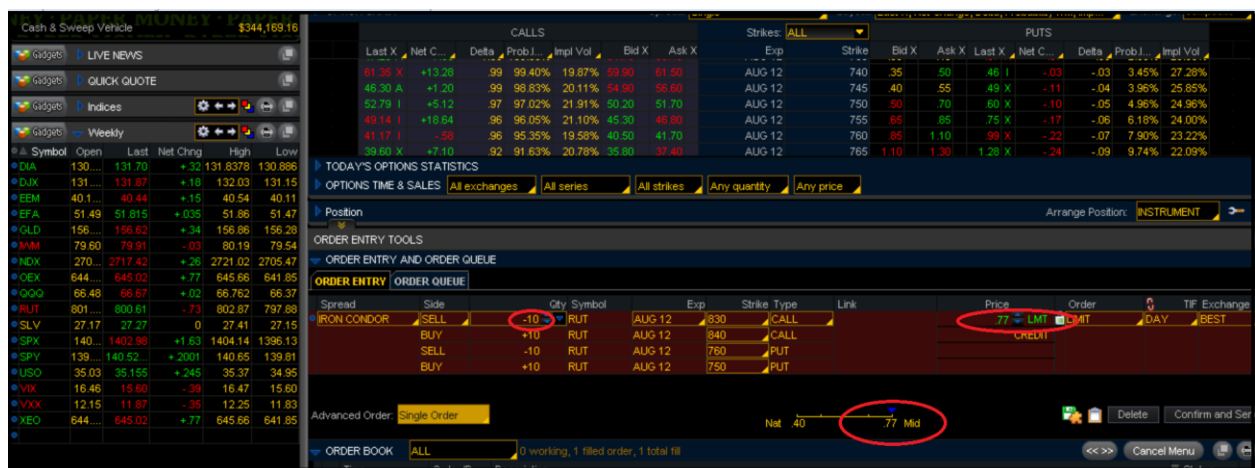 Cash & Sweep Vehicle $344,169.16
Gadgets LIVE NEWS
Gadgets QUICK QUOTE
Gadgets Indices
Gadgets Weekly
Symbol Open Last Net Chng High Low
DIA 130... 131.70 +.32 131.8378 130.886
DJX 131.... 131.87 +.18 132.03 131.15
EEM 40.1... 40.44 +.15 40.54 40.11
EFA 51.49 51.815 +.035 51.86 51.47
GLD 156.... 156.62 +.34 156.86 156.28
IWM 79.60 79.91 -.03 80.19 79.54
NDX 270... 2717.42 +.26 2721.02 2705.47
OEX 644.... 645.02 +.77 645.66 641.85
QQQ 66.48 66.67 +.02 66.762 66.37
RUT 801.... 800.61 -.73 802.87 797.88
SLV 27.17 27.27 0 27.41 27.15
SPX 140... 1402.98 +1.63 1404.14 1396.13
SPY 139.... 140.52... +.2001 140.65 139.81
USO 35.03 35.155 +.245 35.37 34.95
VIX 16.46 15.60 -.39 16.47 15.60
VXX 12.15 11.87 -.35 12.25 11.83
XEO 644.... 645.02 +.77 645.66 641.85
CALLS Strikes: ALL PUTS
Last X Net C... Delta Prob.I... Impl Vol Bid X Ask X Exp Strike Bid X Ask X Last X Net C... Delta Prob.I... Impl Vol
61.35 X +13.28 .99 99.40% 19.87% 59.90 61.50 AUG 12 740 .35 .50 .46 I -.03 -.03 3.45% 27.28%
46.30 A +1.20 .99 98.83% 20.11% 54.90 56.60 AUG 12 745 .40 .55 .49 X -.11 -.04 3.96% 25.85%
52.79 I +5.12 .97 97.02% 21.91% 50.20 51.70 AUG 12 750 .50 .70 .60 X -.10 -.05 4.96% 24.96%
49.14 I +18.64 .96 96.05% 21.10% 45.30 46.80 AUG 12 755 .65 .85 .75 X -.17 -.06 6.18% 24.00%
41.17 I -.58 .96 95.35% 19.58% 40.50 41.70 AUG 12 760 .85 1.10 .99 X -.22 -.07 7.90% 23.22%
39.60 X +7.10 .92 91.63% 20.78% 35.80 37.40 AUG 12 765 1.10 1.30 1.28 X -.24 -.09 9.74% 22.09%
TODAY'S OPTIONS STATISTICS
OPTIONS TIME & SALES All exchanges All series All strikes Any quantity Any price
Position Arrange Position: INSTRUMENT
ORDER ENTRY TOOLS
ORDER ENTRY AND ORDER QUEUE
ORDER ENTRY ORDER QUEUE
Spread Side Qty Symbol Exp Strike Type Link Price Order TIF Exchange
IRON CONDOR SELL -10 RUT AUG 12 830 CALL .77 LMT LIMIT DAY BEST
BUY +10 RUT AUG 12 840 CALL CREDIT
SELL -10 RUT AUG 12 760 PUT
BUY +10 RUT AUG 12 750 PUT
Advanced Order: Single Order Nat .40 .77 Mid Delete Confirm and Ser
ORDER BOOK ALL 0 working, 1 filled order, 1 total fill << >> Cancel Menu